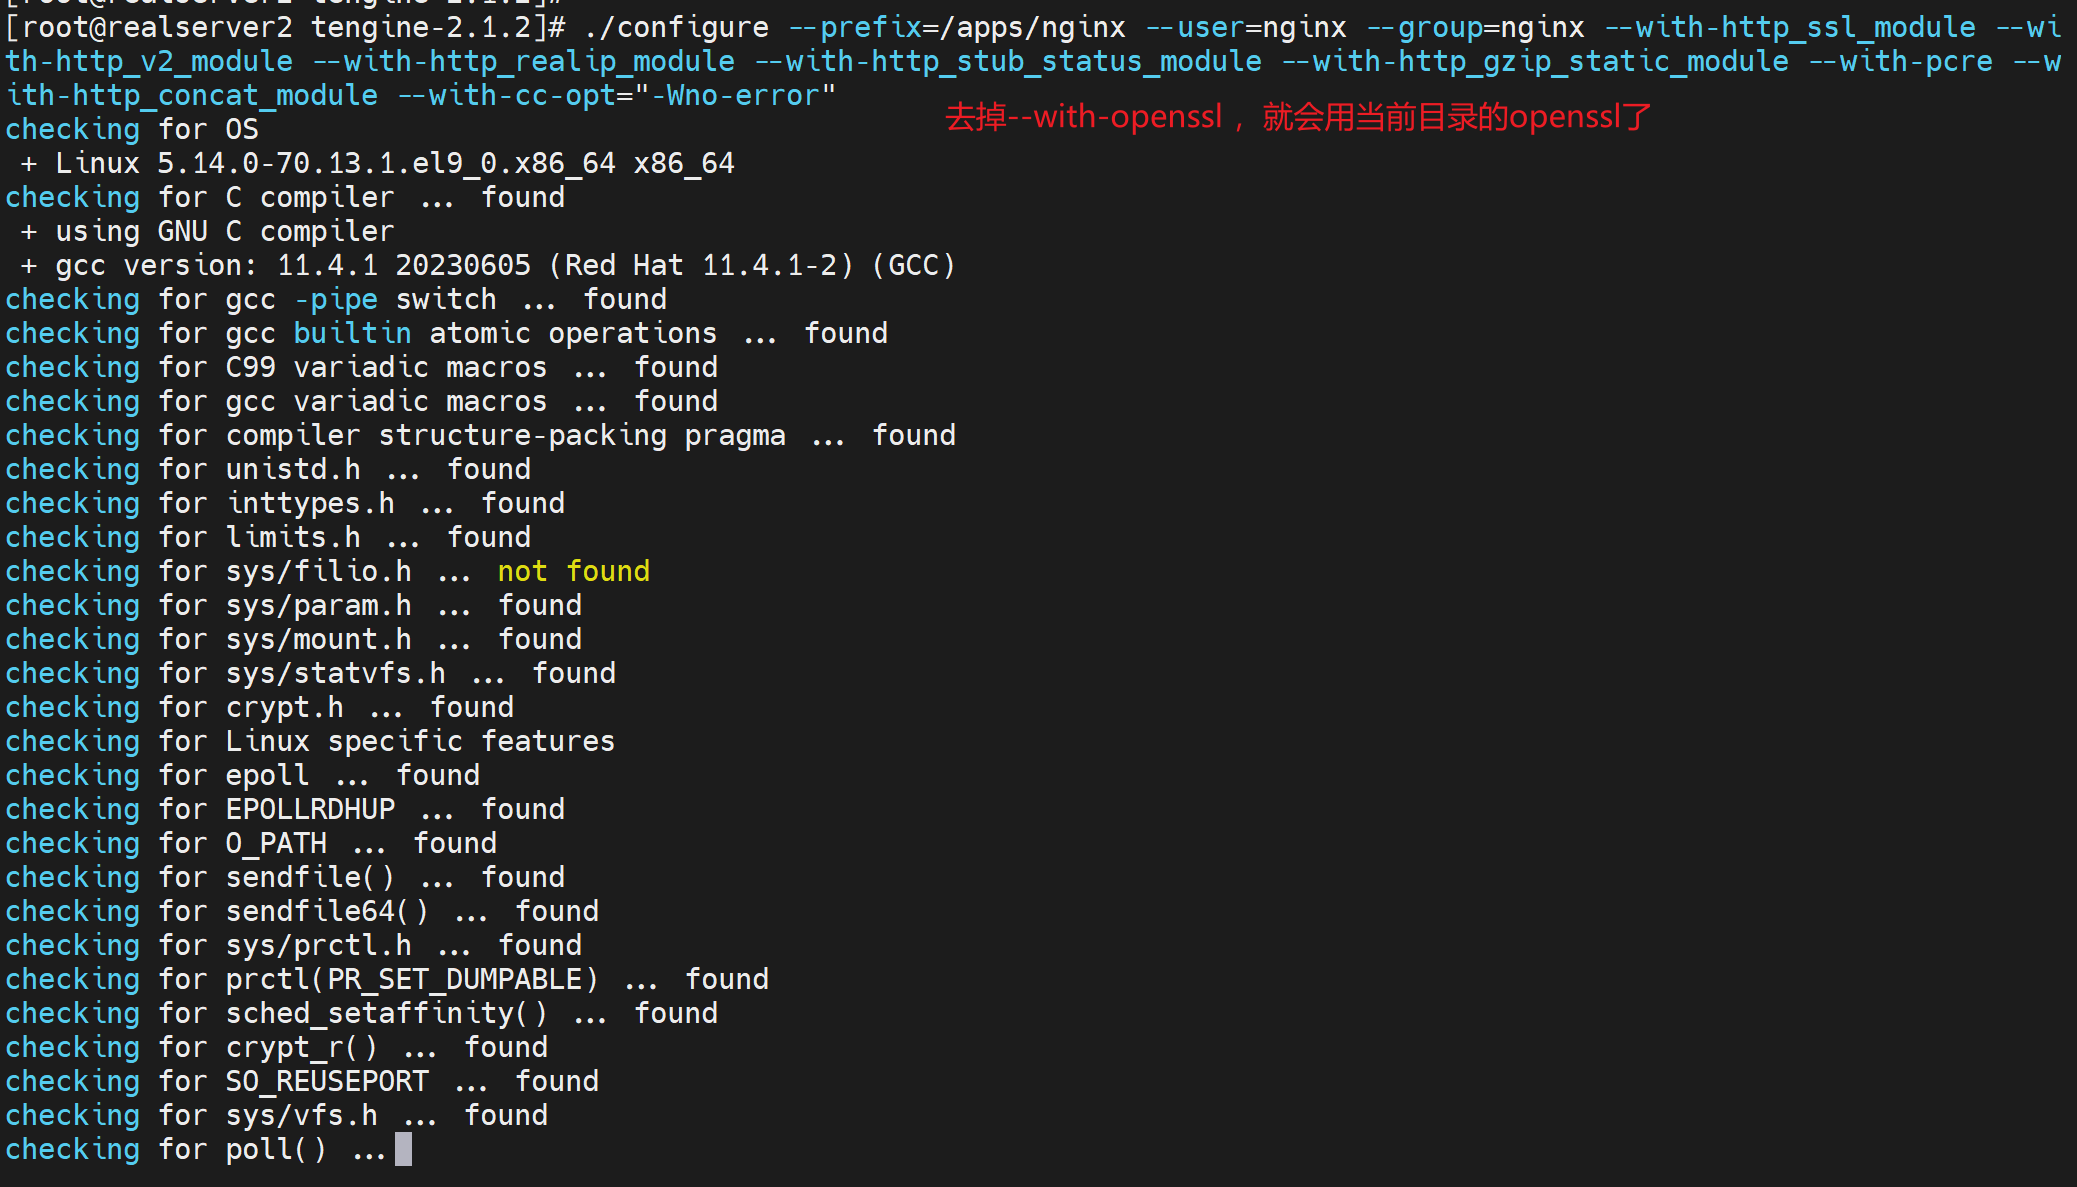 [root@realserver2 tengine-2.1.2]#
[root@realserver2 tengine-2.1.2]# ./configure --prefix=/apps/nginx --user=nginx --group=nginx --with-http_ssl_module --wi
th-http_v2_module --with-http_realip_module --with-http_stub_status_module --with-http_gzip_static_module --with-pcre --w
ith-http_concat_module --with-cc-opt="-Wno-error"
去掉--with-openssl ，就会用当前目录的openssl了
checking for OS
 + Linux 5.14.0-70.13.1.el9_0.x86_64 x86_64
checking for C compiler ... found
 + using GNU C compiler
 + gcc version: 11.4.1 20230605 (Red Hat 11.4.1-2) (GCC)
checking for gcc -pipe switch ... found
checking for gcc builtin atomic operations ... found
checking for C99 variadic macros ... found
checking for gcc variadic macros ... found
checking for compiler structure-packing pragma ... found
checking for unistd.h ... found
checking for inttypes.h ... found
checking for limits.h ... found
checking for sys/filio.h ... not found
checking for sys/param.h ... found
checking for sys/mount.h ... found
checking for sys/statvfs.h ... found
checking for crypt.h ... found
checking for Linux specific features
checking for epoll ... found
checking for EPOLLRDHUP ... found
checking for O_PATH ... found
checking for sendfile() ... found
checking for sendfile64() ... found
checking for sys/prctl.h ... found
checking for prctl(PR_SET_DUMPABLE) ... found
checking for sched_setaffinity() ... found
checking for crypt_r() ... found
checking for SO_REUSEPORT ... found
checking for sys/vfs.h ... found
checking for poll() ...